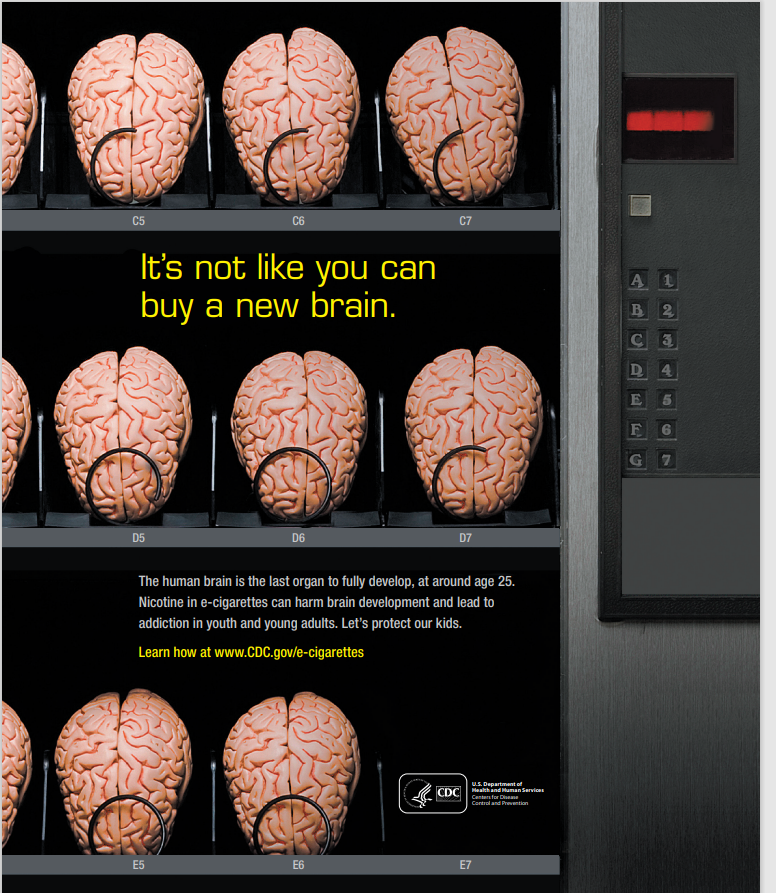 C5 C6 C7
It's not like you can
buy a new brain.
A 1
B 2
C 3
D 4
E 5
F 6
G 7
D5 D6 D7
The human brain is the last organ to fully develop, at around age 25.
Nicotine in e-cigarettes can harm brain development and lead to
addiction in youth and young adults. Let's protect our kids.
Learn how at www.CDC.gov/e-cigarettes
CDC
U.S. Department of
Health and Human Services
Centers for Disease
Control and Prevention
E5 E6 E7